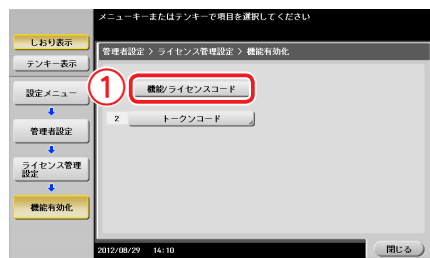 メニューキーまたはテンキーで項目を選択してください
しおり表示
テンキー表示
管理者設定 > ライセンス管理設定 > 機能有効化
設定メニュー
管理者設定
ライセンス管理
設定
機能有効化
① 機能/ライセンスコード
2 トークンコード
2012/08/29 14:10
閉じる